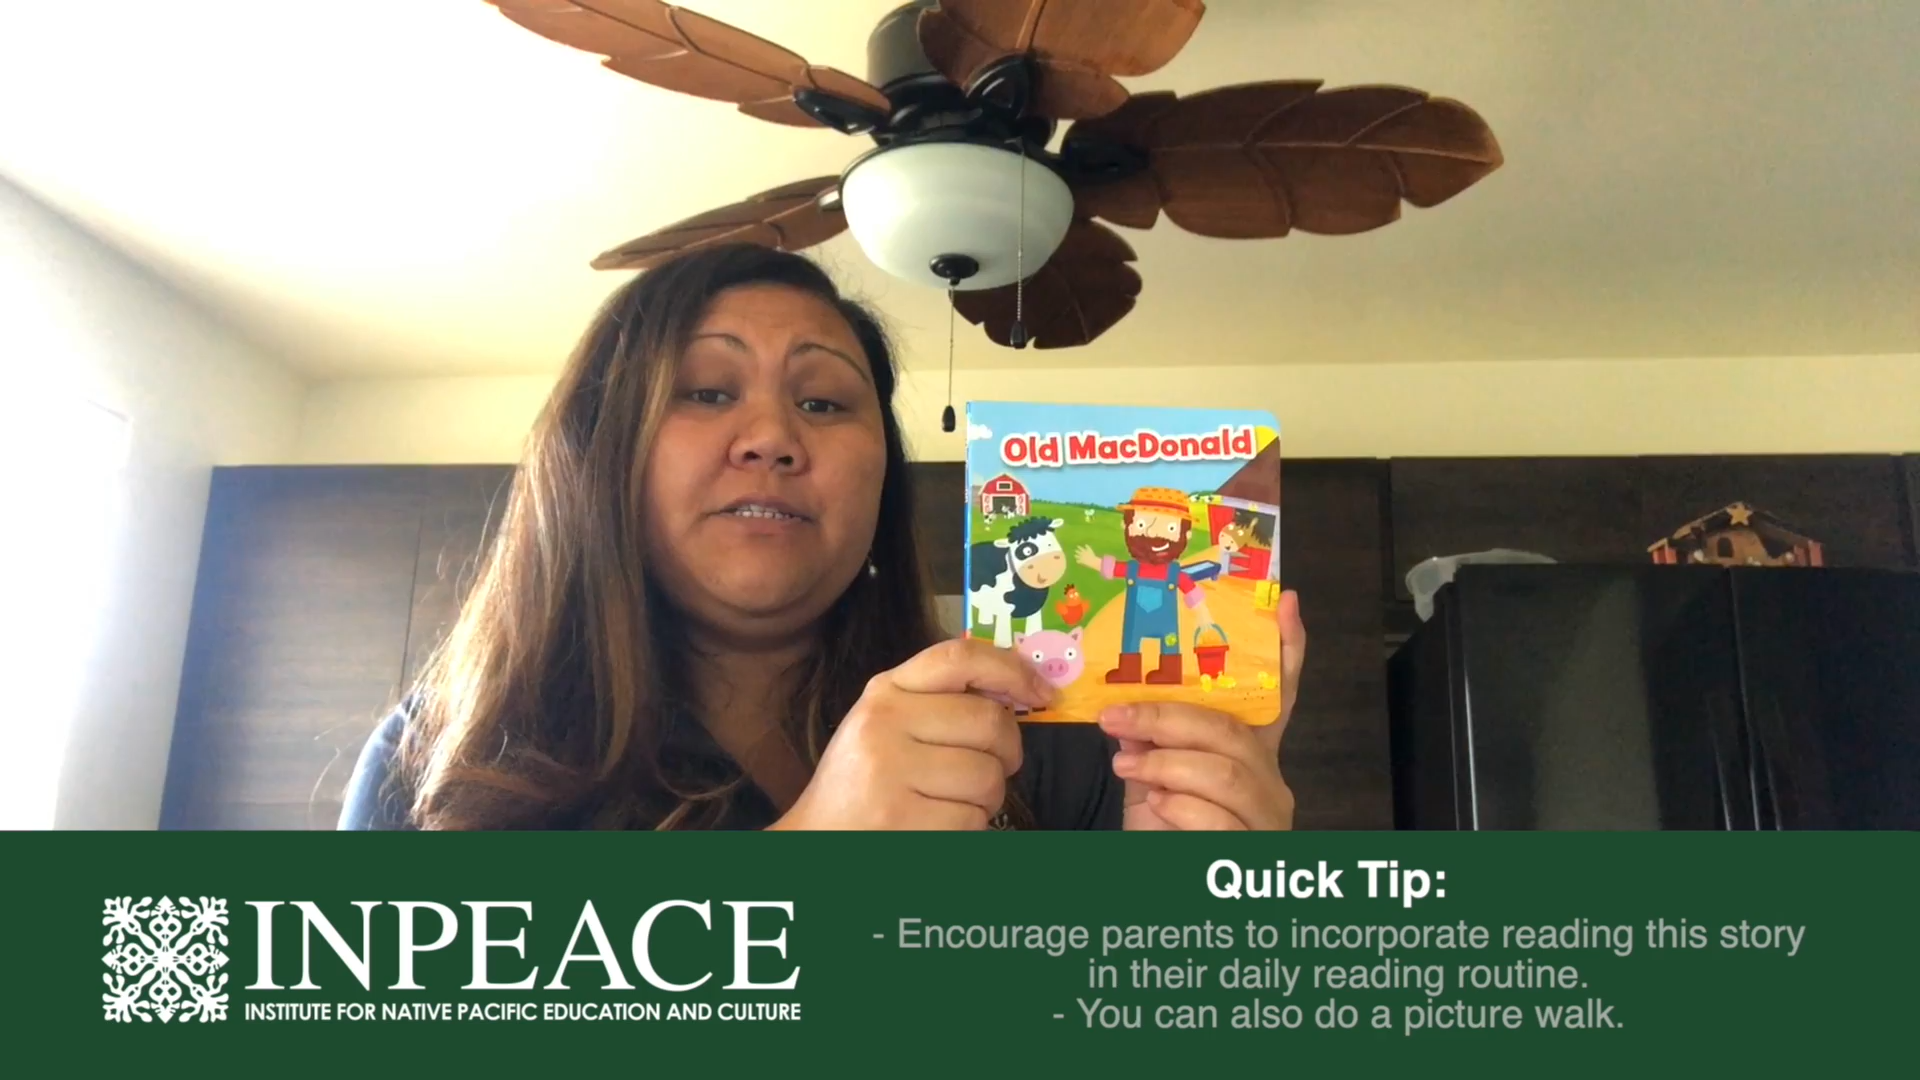 Old MacDonald
INPEACE
INSTITUTE FOR NATIVE PACIFIC EDUCATION AND CULTURE
Quick Tip:
- Encourage parents to incorporate reading this story
in their daily reading routine.
- You can also do a picture walk.